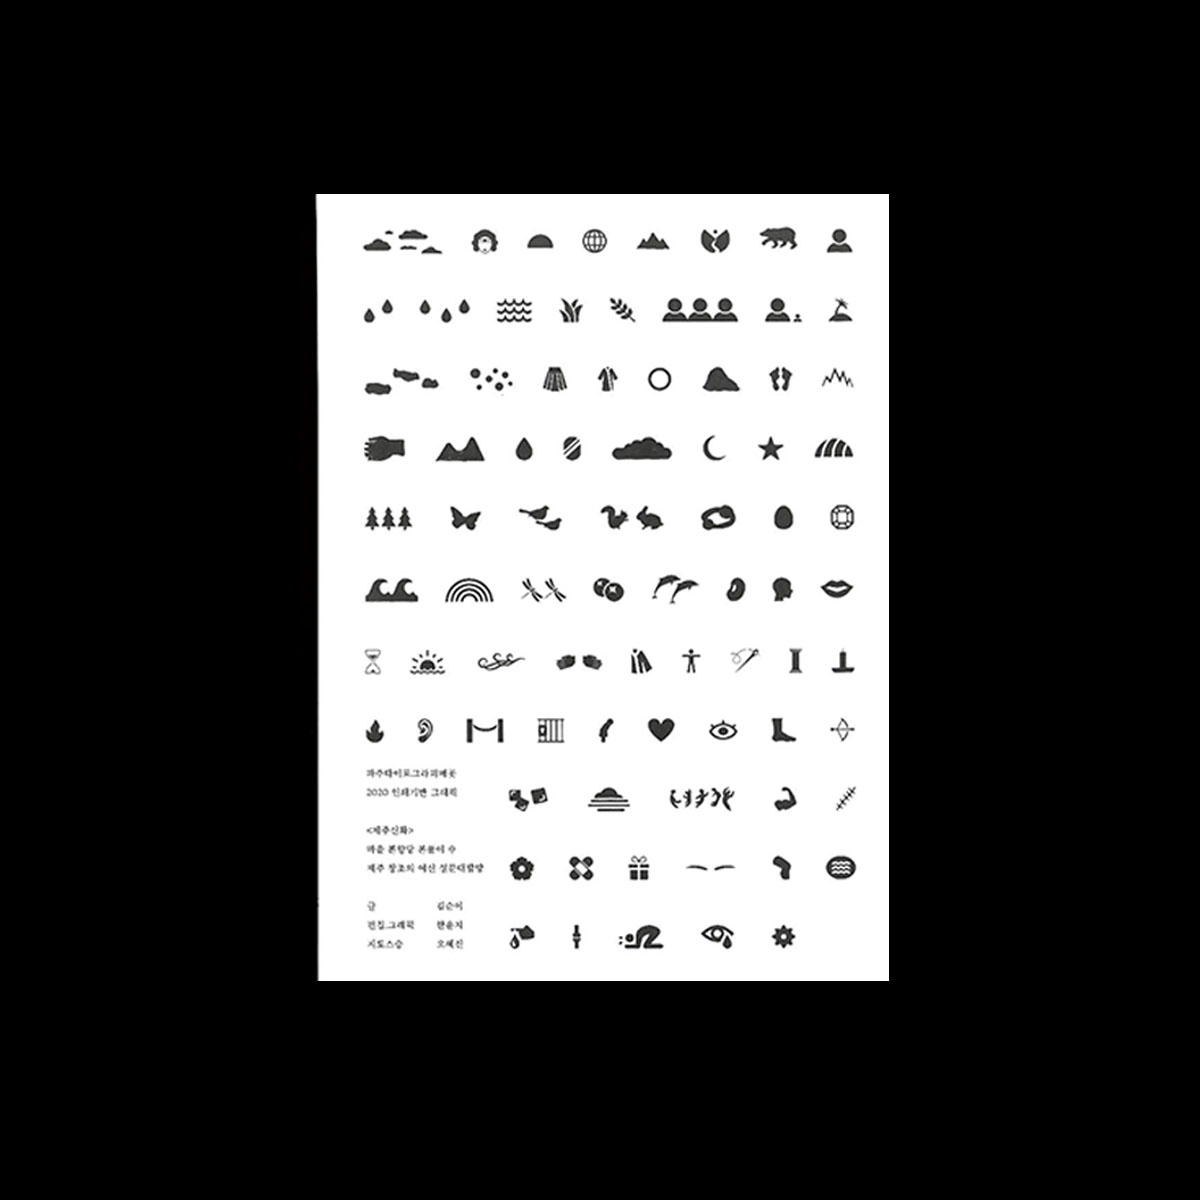 파주타이포그라피배곳
2020 인쇄기반 그래픽
<제주신화>
마을 본향당 본풀이 수
제주 창조의 여신 설문대할망
글 김순이
편집.그래픽 한윤지
지도스승 오혜진